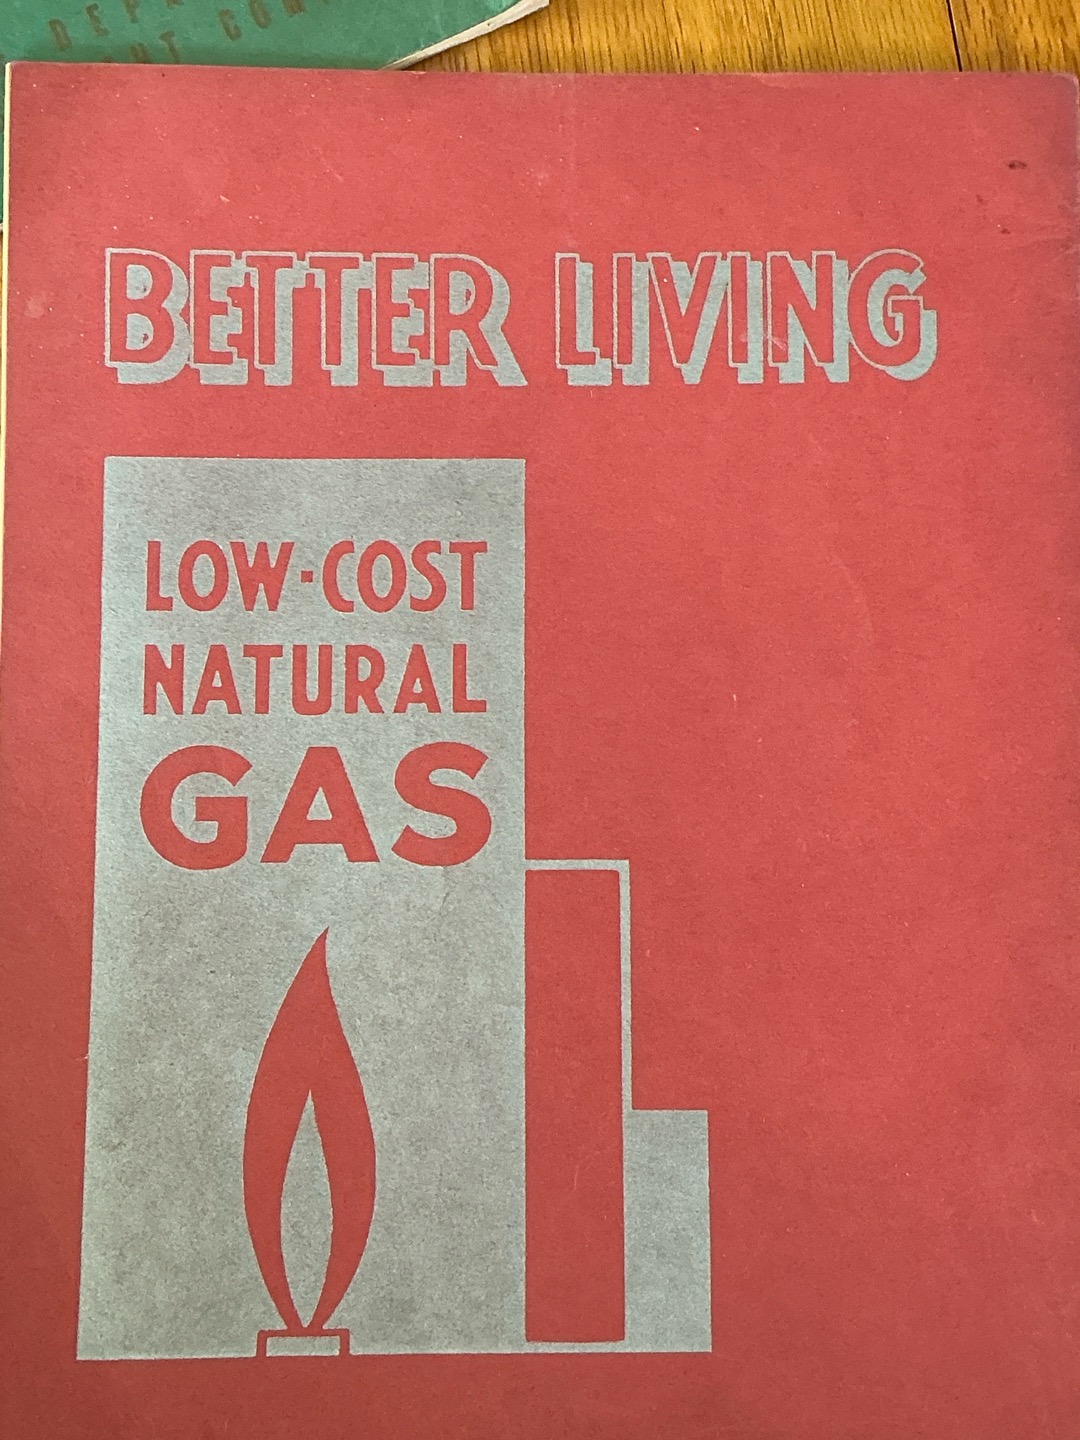 BETTER LIVING
LOW-COST
NATURAL
GAS